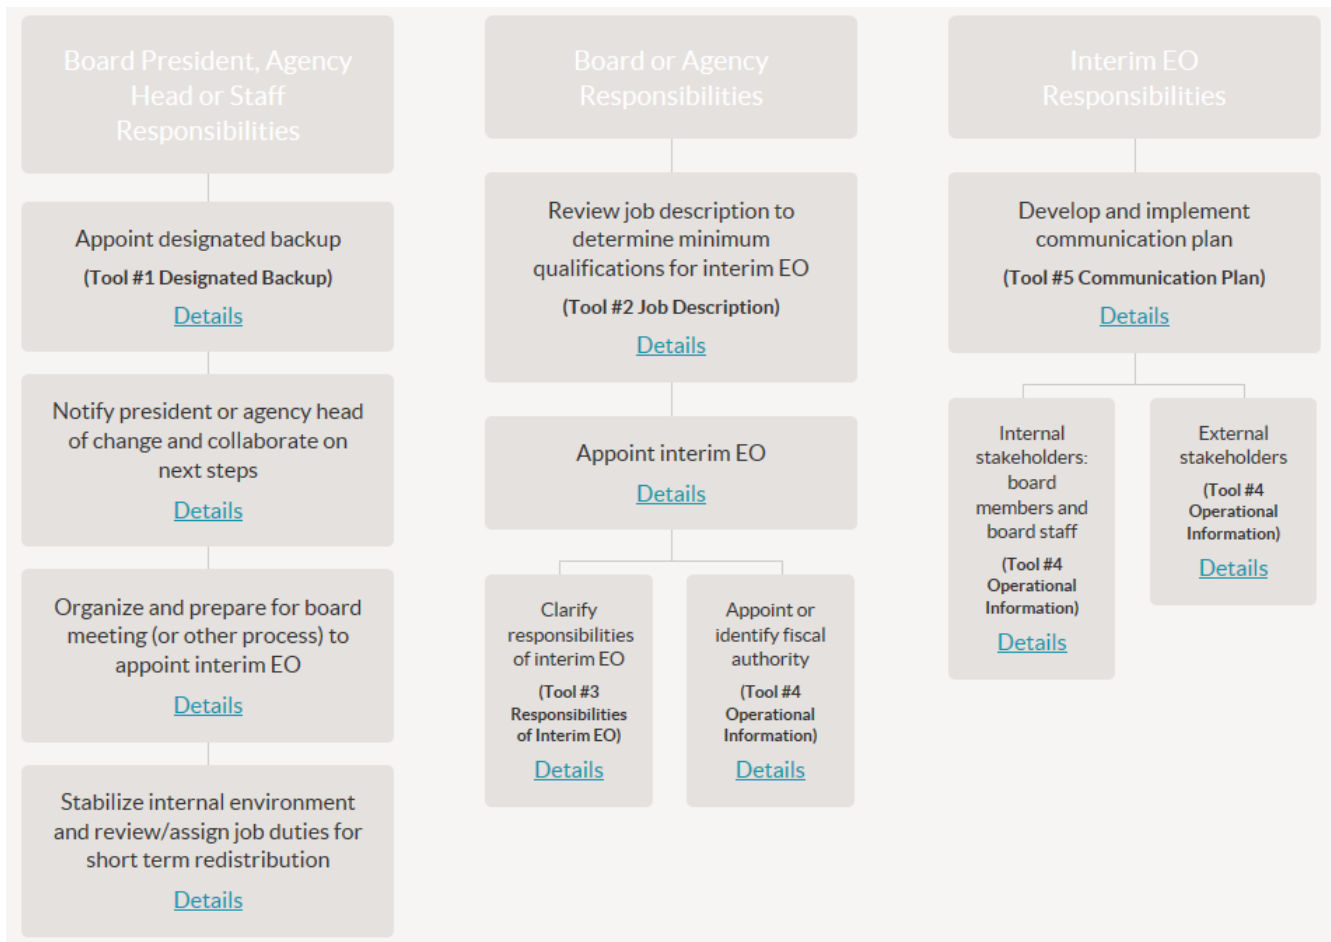 Board President, Agency
Head or Staff
Responsibilities
Appoint designated backup
(Tool #1 Designated Backup)
Details
Notify president or agency head
of change and collaborate on
next steps
Details
Organize and prepare for board
meeting (or other process) to
appoint interim EO
Details
Stabilize internal environment
and review/assign job duties for
short term redistribution
Details
Board or Agency
Responsibilities
Review job description to
determine minimum
qualifications for interim EO
(Tool #2 Job Description)
Details
Appoint interim EO
Details
Clarify
responsibilities
of interim EO
(Tool #3
Responsibilities
of Interim EO)
Details
Appoint or
identify fiscal
authority
(Tool #4
Operational
Information)
Details
Interim EO
Responsibilities
Develop and implement
communication plan
(Tool #5 Communication Plan)
Details
Internal
stakeholders:
board
members and
board staff
(Tool #4
Operational
Information)
Details
External
stakeholders
(Tool #4
Operational
Information)
Details